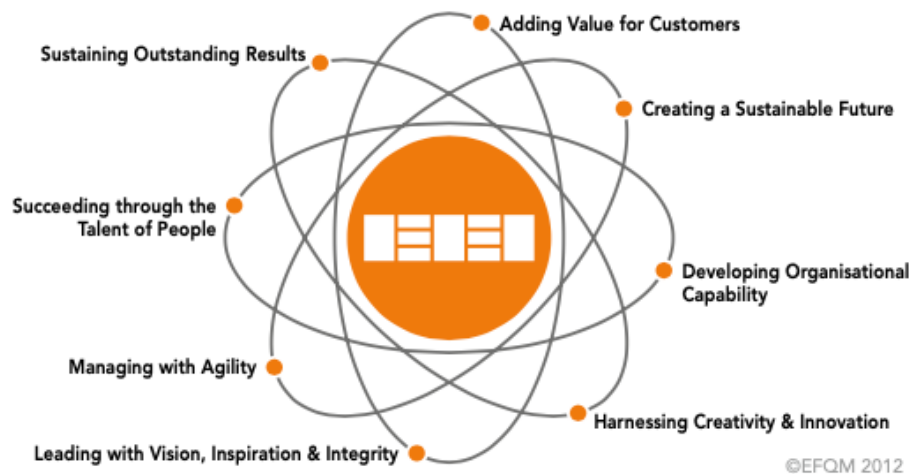 Adding Value for Customers
Sustaining Outstanding Results
Creating a Sustainable Future
Succeeding through the
Talent of People
Developing Organisational
Capability
Managing with Agility
Harnessing Creativity & Innovation
Leading with Vision, Inspiration & Integrity
©EFQM 2012